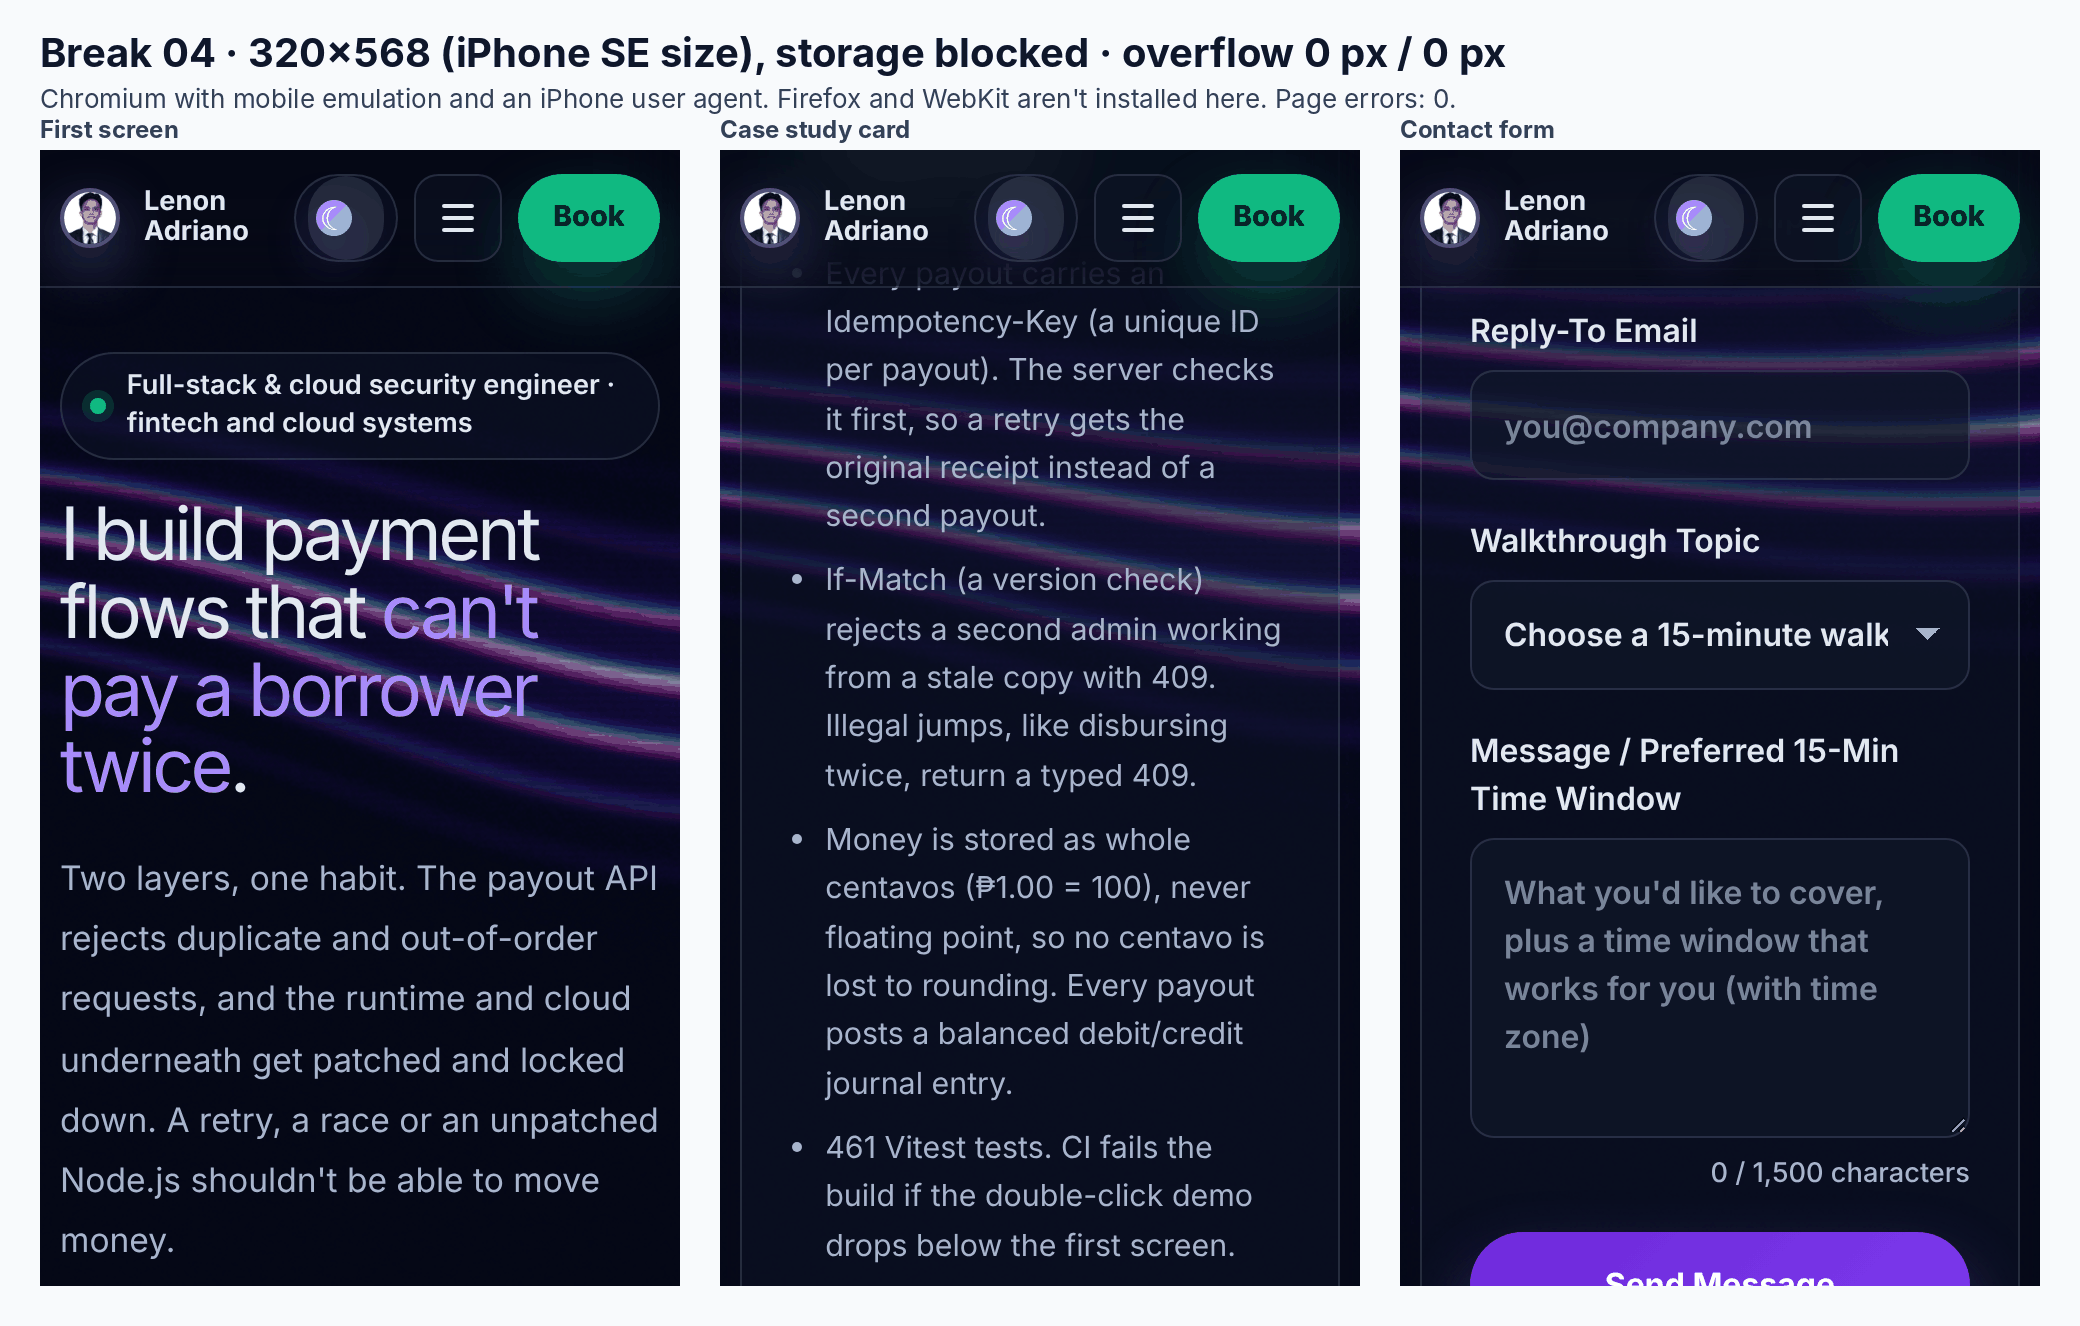 Break 04 · 320×568 (iPhone SE size), storage blocked · overflow 0 px / 0 px
Chromium with mobile emulation and an iPhone user agent. Firefox and WebKit aren't installed here. Page errors: 0.
First screen
Lenon
Adriano
Book
Full-stack & cloud security engineer ·
fintech and cloud systems
I build payment
flows that can't
pay a borrower
twice.
Two layers, one habit. The payout API
rejects duplicate and out-of-order
requests, and the runtime and cloud
underneath get patched and locked
down. A retry, a race or an unpatched
Node.js shouldn't be able to move
money.
Case study card
Lenon
Adriano
Book
Every payout carries an
Idempotency-Key (a unique ID
per payout). The server checks
it first, so a retry gets the
original receipt instead of a
second payout.
If-Match (a version check)
rejects a second admin working
from a stale copy with 409.
Illegal jumps, like disbursing
twice, return a typed 409.
Money is stored as whole
centavos (₱1.00 = 100), never
floating point, so no centavo is
lost to rounding. Every payout
posts a balanced debit/credit
journal entry.
461 Vitest tests. CI fails the
build if the double-click demo
drops below the first screen.
Contact form
Lenon
Adriano
Book
Reply-To Email
you@company.com
Walkthrough Topic
Choose a 15-minute walk
Message / Preferred 15-Min
Time Window
What you'd like to cover,
plus a time window that
works for you (with time
zone)
0 / 1,500 characters
Send Message